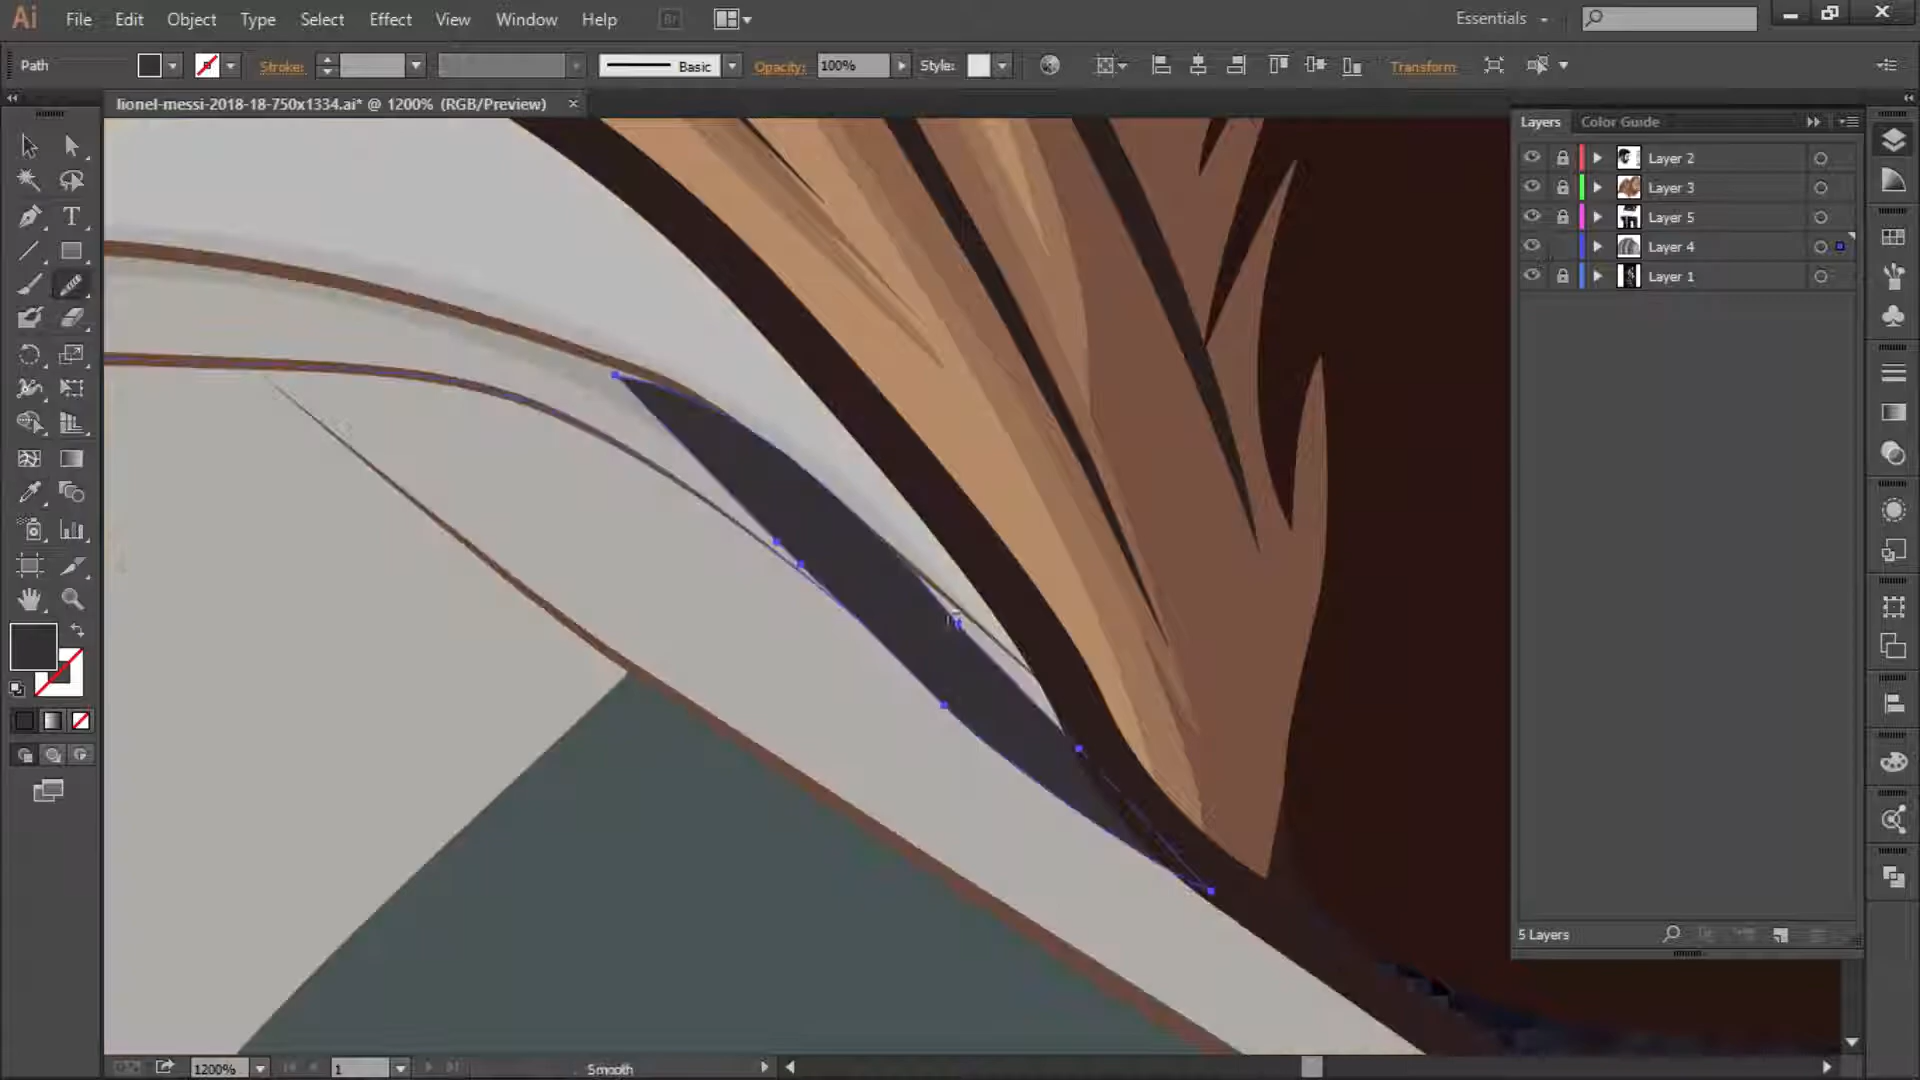 Ai File Edit Object Type Select Effect View Window Help Br Essentials
Path Stroke: Basic Opacity: 100% Style: Transform
lionel-messi-2018-18-750x1334.ai* @ 1200% (RGB/Preview)
Layers Color Guide
Layer 2
Layer 3
Layer 5
Layer 4
Layer 1
5 Layers
1200% 1 Smooth